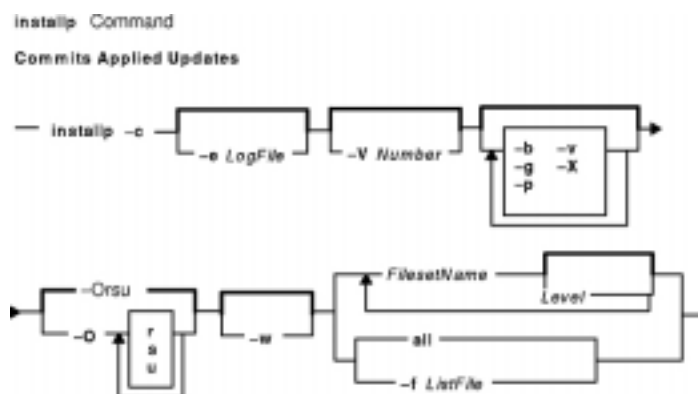 installp Command
Commits Applied Updates
installp -c
-e LogFile
-V Number
-b -v
-g -X
-p
-Orsu
-O
r
s
u
-w
FilesetName
Level
all
-f ListFile